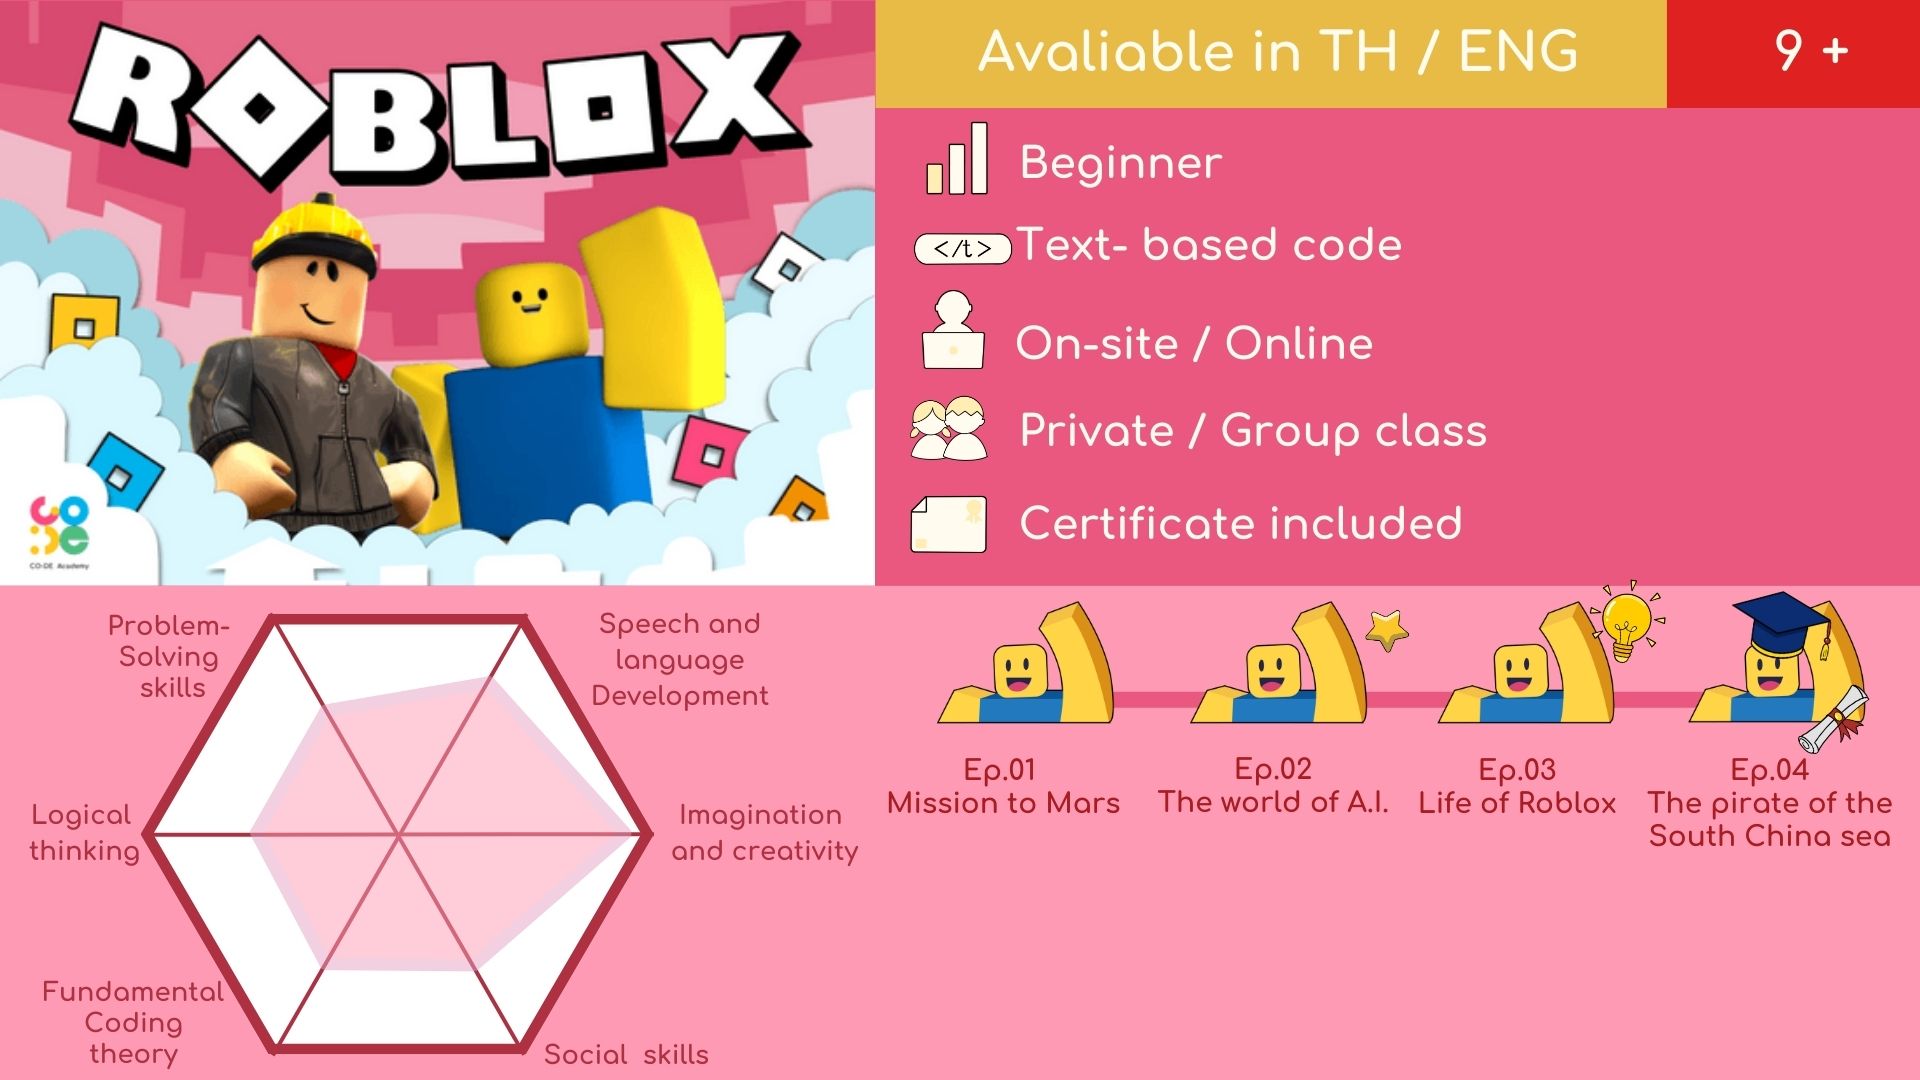 ROBLOX
CO
DE
CO:DE Academy
Avaliable in TH / ENG
9 +
Beginner
</t>
Text- based code
On-site / Online
Private / Group class
Certificate included
Problem-
Solving
skills
Speech and
language
Development
Logical
thinking
Imagination
and creativity
Fundamental
Coding
theory
Social skills
Ep.01
Mission to Mars
Ep.02
The world of A.I.
Ep.03
Life of Roblox
Ep.04
The pirate of the
South China sea